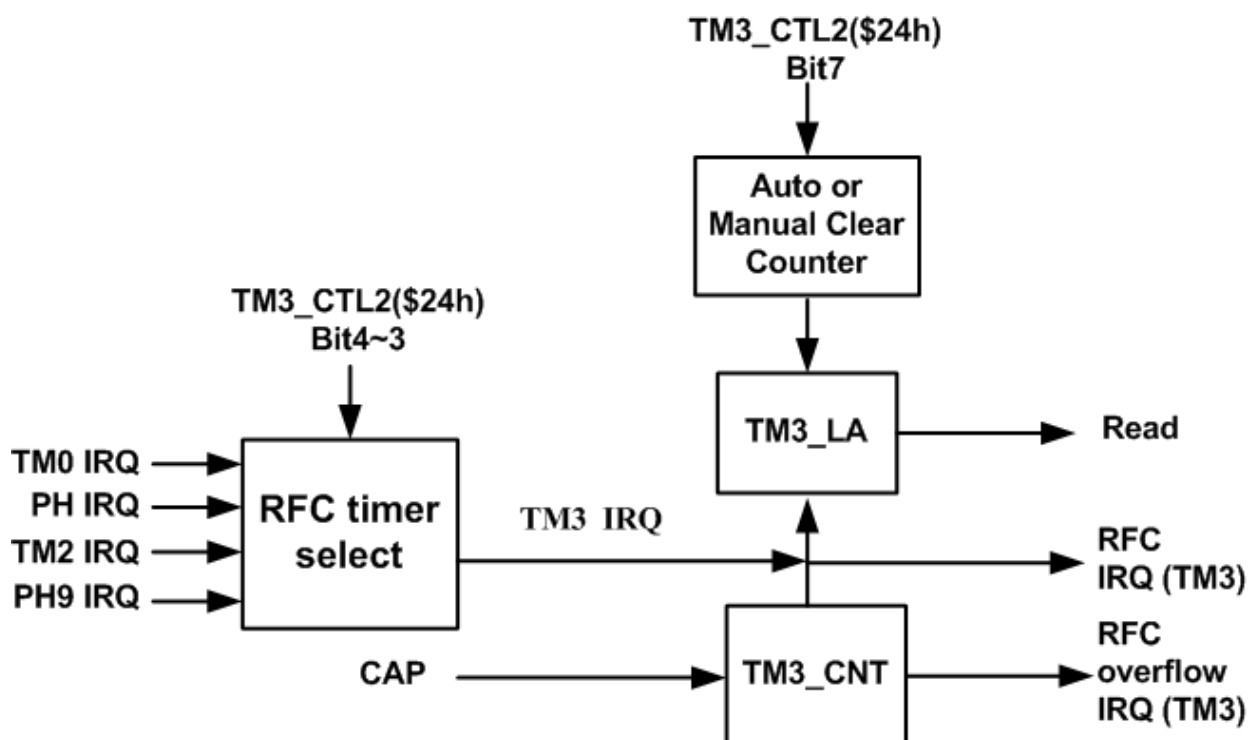 TM3_CTL2($24h)
Bit7
Auto or
Manual Clear
Counter
TM3_CTL2($24h)
Bit4~3
TM3_LA
Read
TM0 IRQ
PH IRQ
TM2 IRQ
PH9 IRQ
RFC timer
select
TM3 IRQ
RFC
IRQ (TM3)
CAP
TM3_CNT
RFC
overflow
IRQ (TM3)